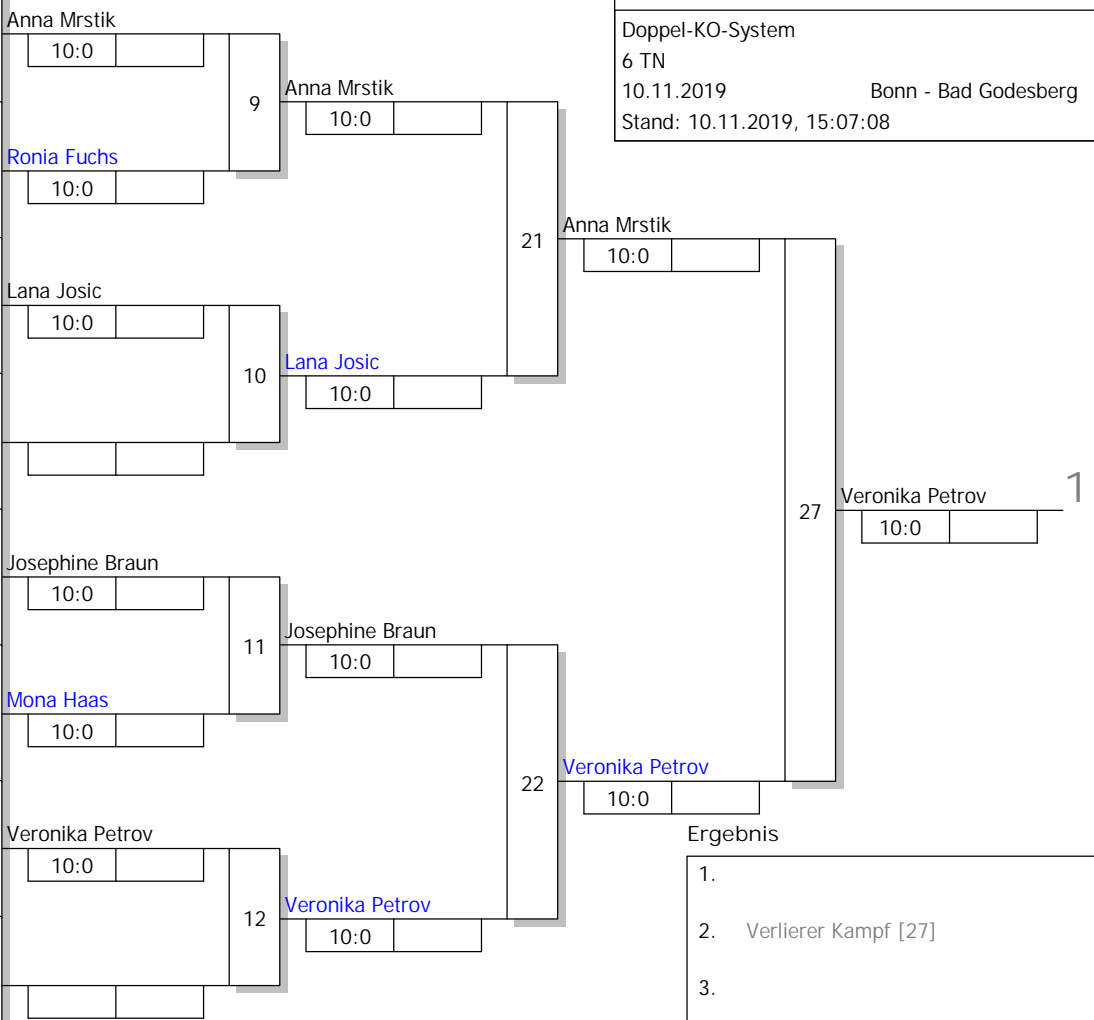 Anna Mrstik
10:0
Doppel-KO-System
6 TN
10.11.2019 Bonn - Bad Godesberg
Stand: 10.11.2019, 15:07:08
9
Anna Mrstik
10:0
Ronia Fuchs
10:0
21
Anna Mrstik
10:0
Lana Josic
10:0
10
Lana Josic
10:0
27
Veronika Petrov
1
10:0
Josephine Braun
10:0
11
Josephine Braun
10:0
Mona Haas
10:0
22
Veronika Petrov
10:0
Veronika Petrov
10:0
12
Veronika Petrov
10:0
Ergebnis
1.
2. Verlierer Kampf [27]
3.